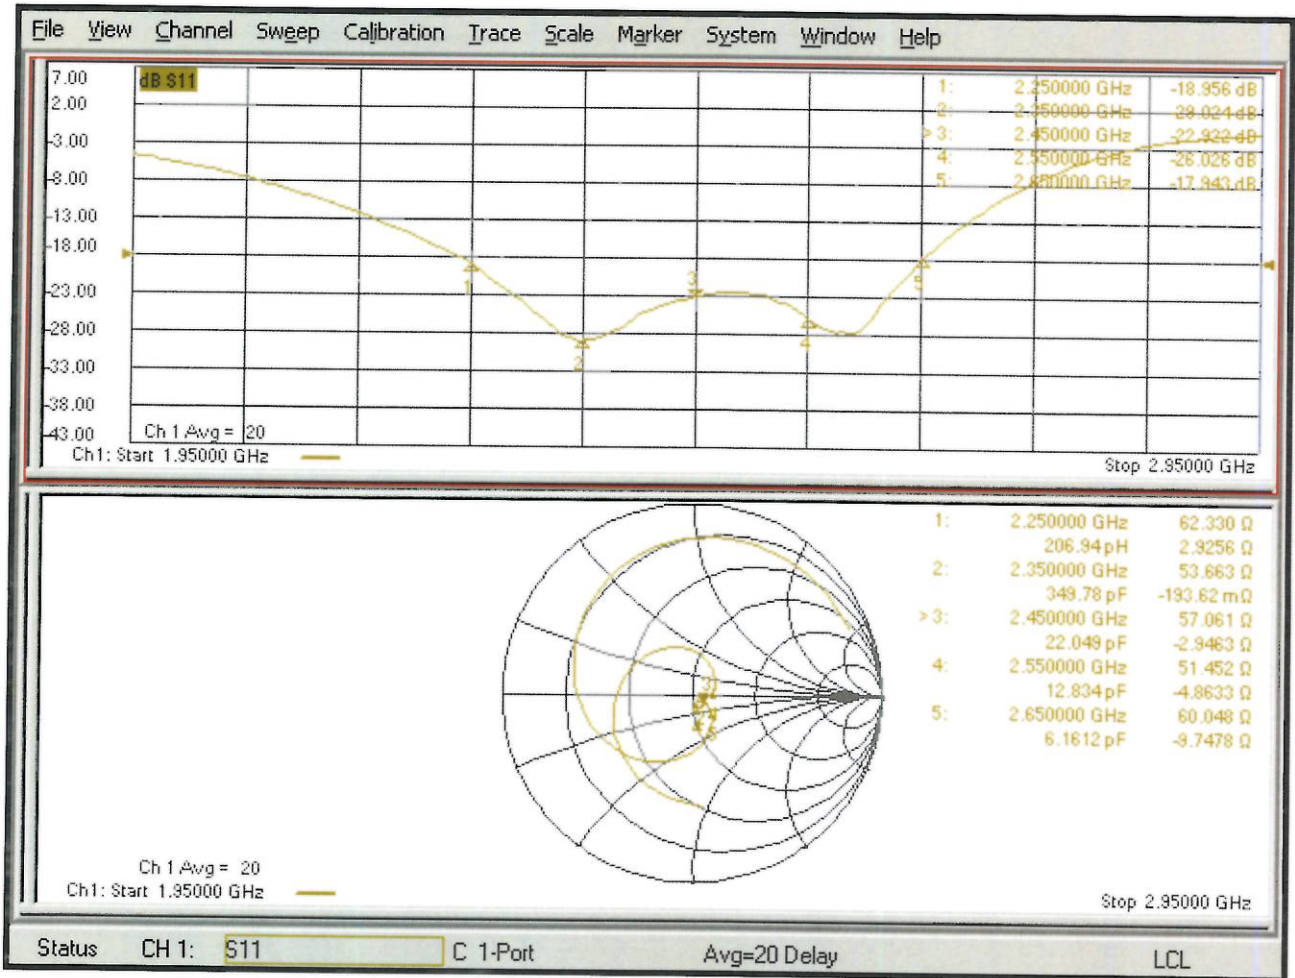 File View Channel Sweep Calibration Trace Scale Marker System Window Help
7.00
2.00
-3.00
-8.00
-13.00
-18.00
-23.00
-28.00
-33.00
-38.00
-43.00
dB S11
1: 2.250000 GHz -18.956 dB
2: 2.350000 GHz -29.024 dB
> 3: 2.450000 GHz -22.922 dB
4: 2.550000 GHz -26.026 dB
5: 2.650000 GHz -17.943 dB
1
2
3
4
5
Ch 1 Avg = 20
Ch1: Start 1.95000 GHz
Stop 2.95000 GHz
1: 2.250000 GHz 62.330 Ω
206.94 pH 2.9256 Ω
2: 2.350000 GHz 53.663 Ω
349.78 pF -193.62 mΩ
> 3: 2.450000 GHz 57.061 Ω
22.049 pF -2.9463 Ω
4: 2.550000 GHz 51.452 Ω
12.834 pF -4.8633 Ω
5: 2.650000 GHz 60.048 Ω
6.1612 pF -9.7478 Ω
3
Ch 1 Avg = 20
Ch1: Start 1.95000 GHz
Stop 2.95000 GHz
Status CH 1: S11 C 1-Port Avg=20 Delay LCL